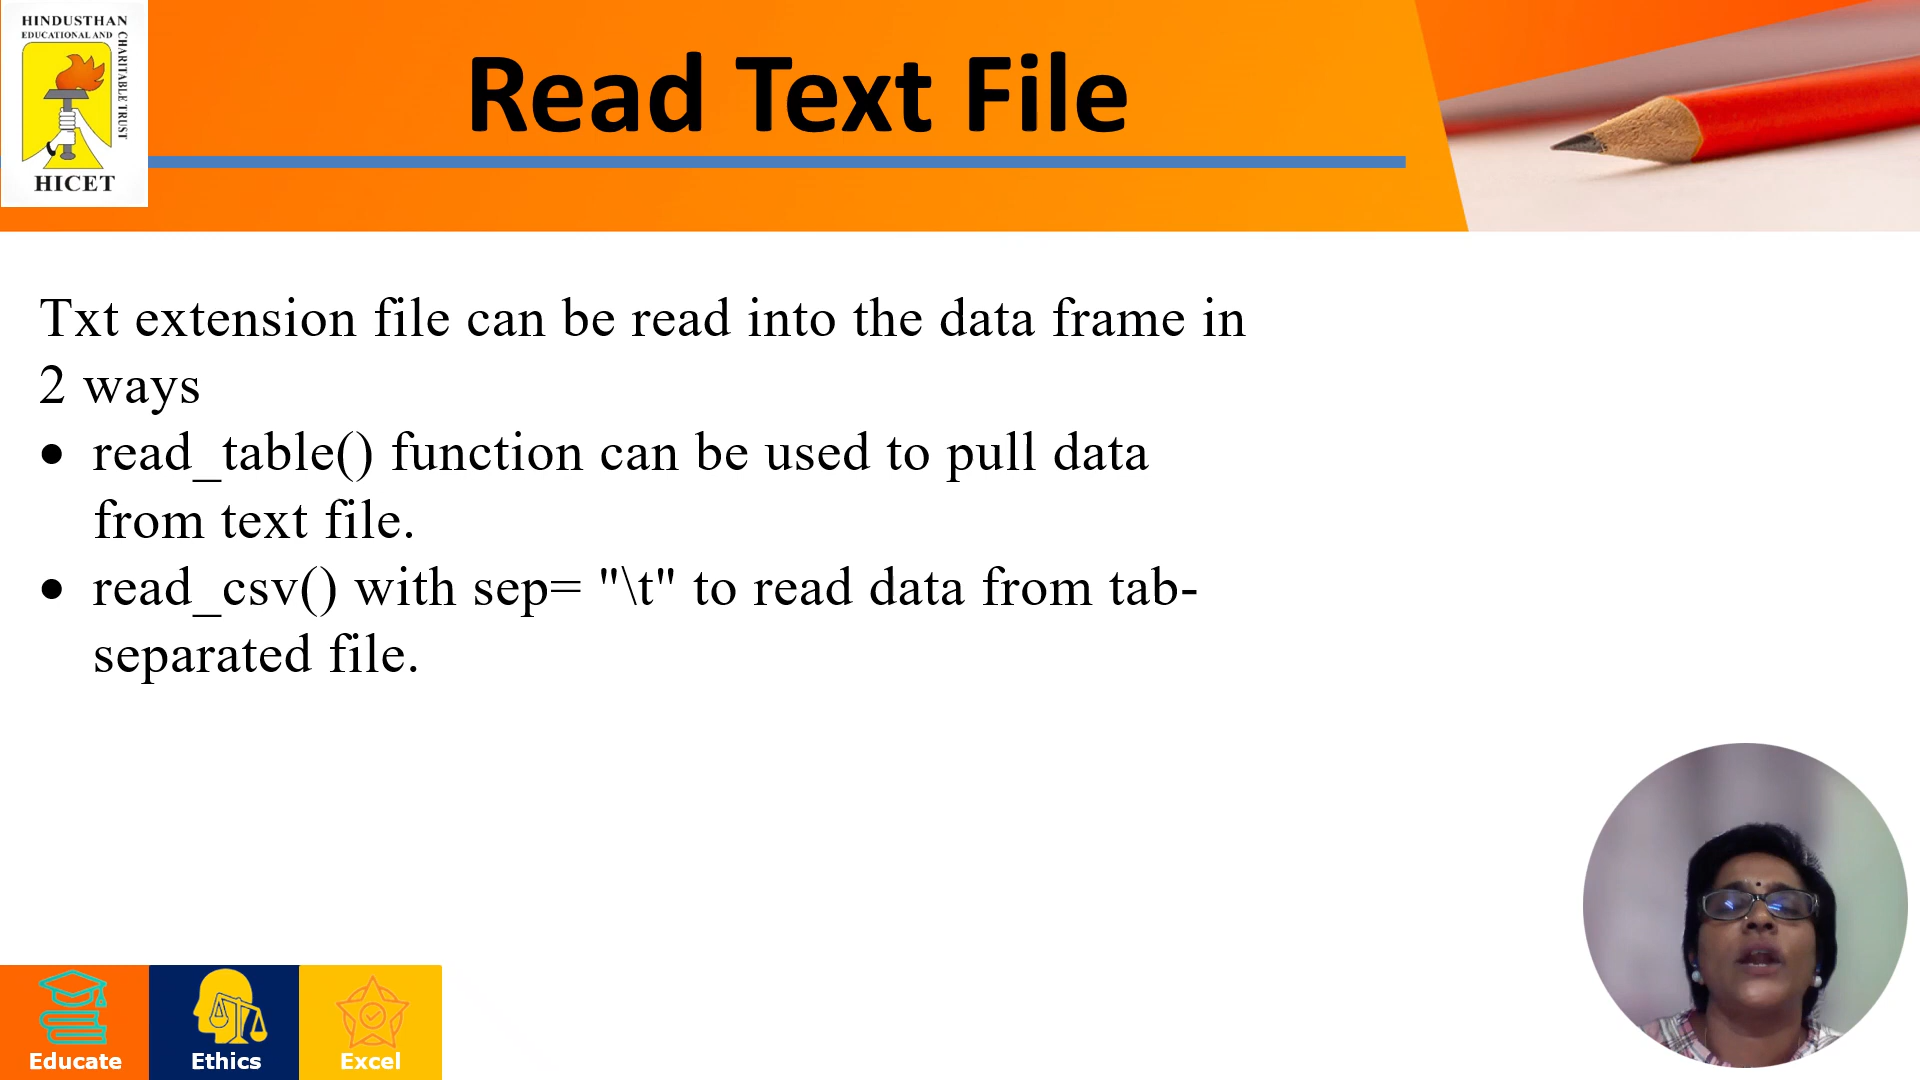 HINDUSTHAN
EDUCATIONAL AND
CHARITABLE TRUST
HICET
Read Text File
Txt extension file can be read into the data frame in
2 ways
• read_table() function can be used to pull data
from text file.
• read_csv() with sep= "\t" to read data from tab-
separated file.
Educate
Ethics
Excel